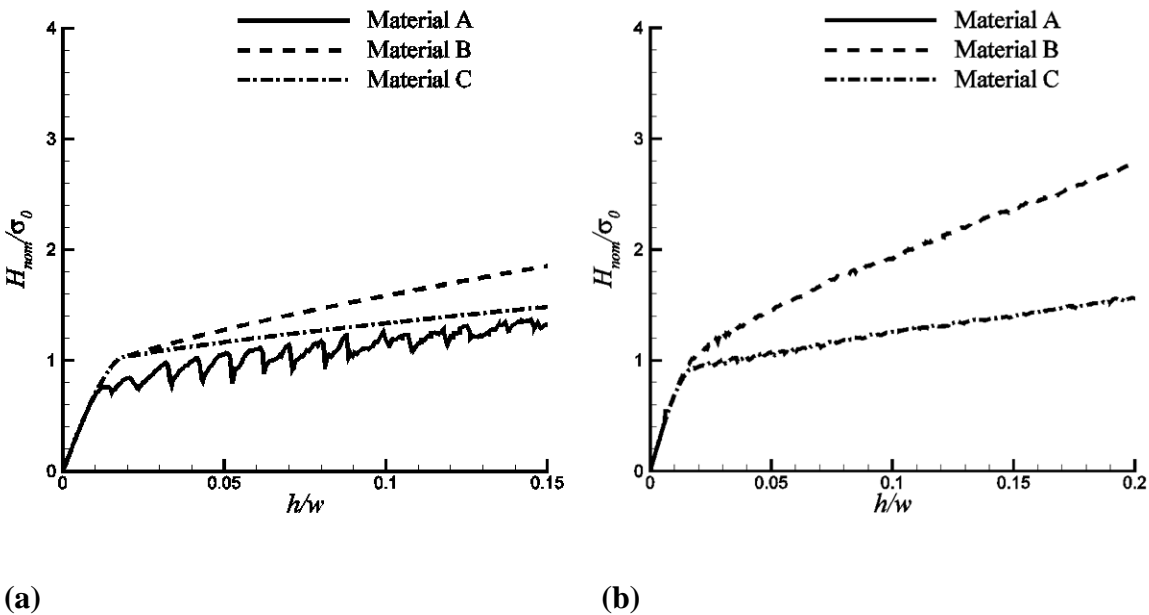 Material A
Material B
Material C
4
3
2
1
0
H_nom/σ_0
0
0.05
0.1
0.15
h/w
Material A
Material B
Material C
4
3
2
1
0
H_nom/σ_0
0
0.05
0.1
0.15
0.2
h/w
(a)
(b)